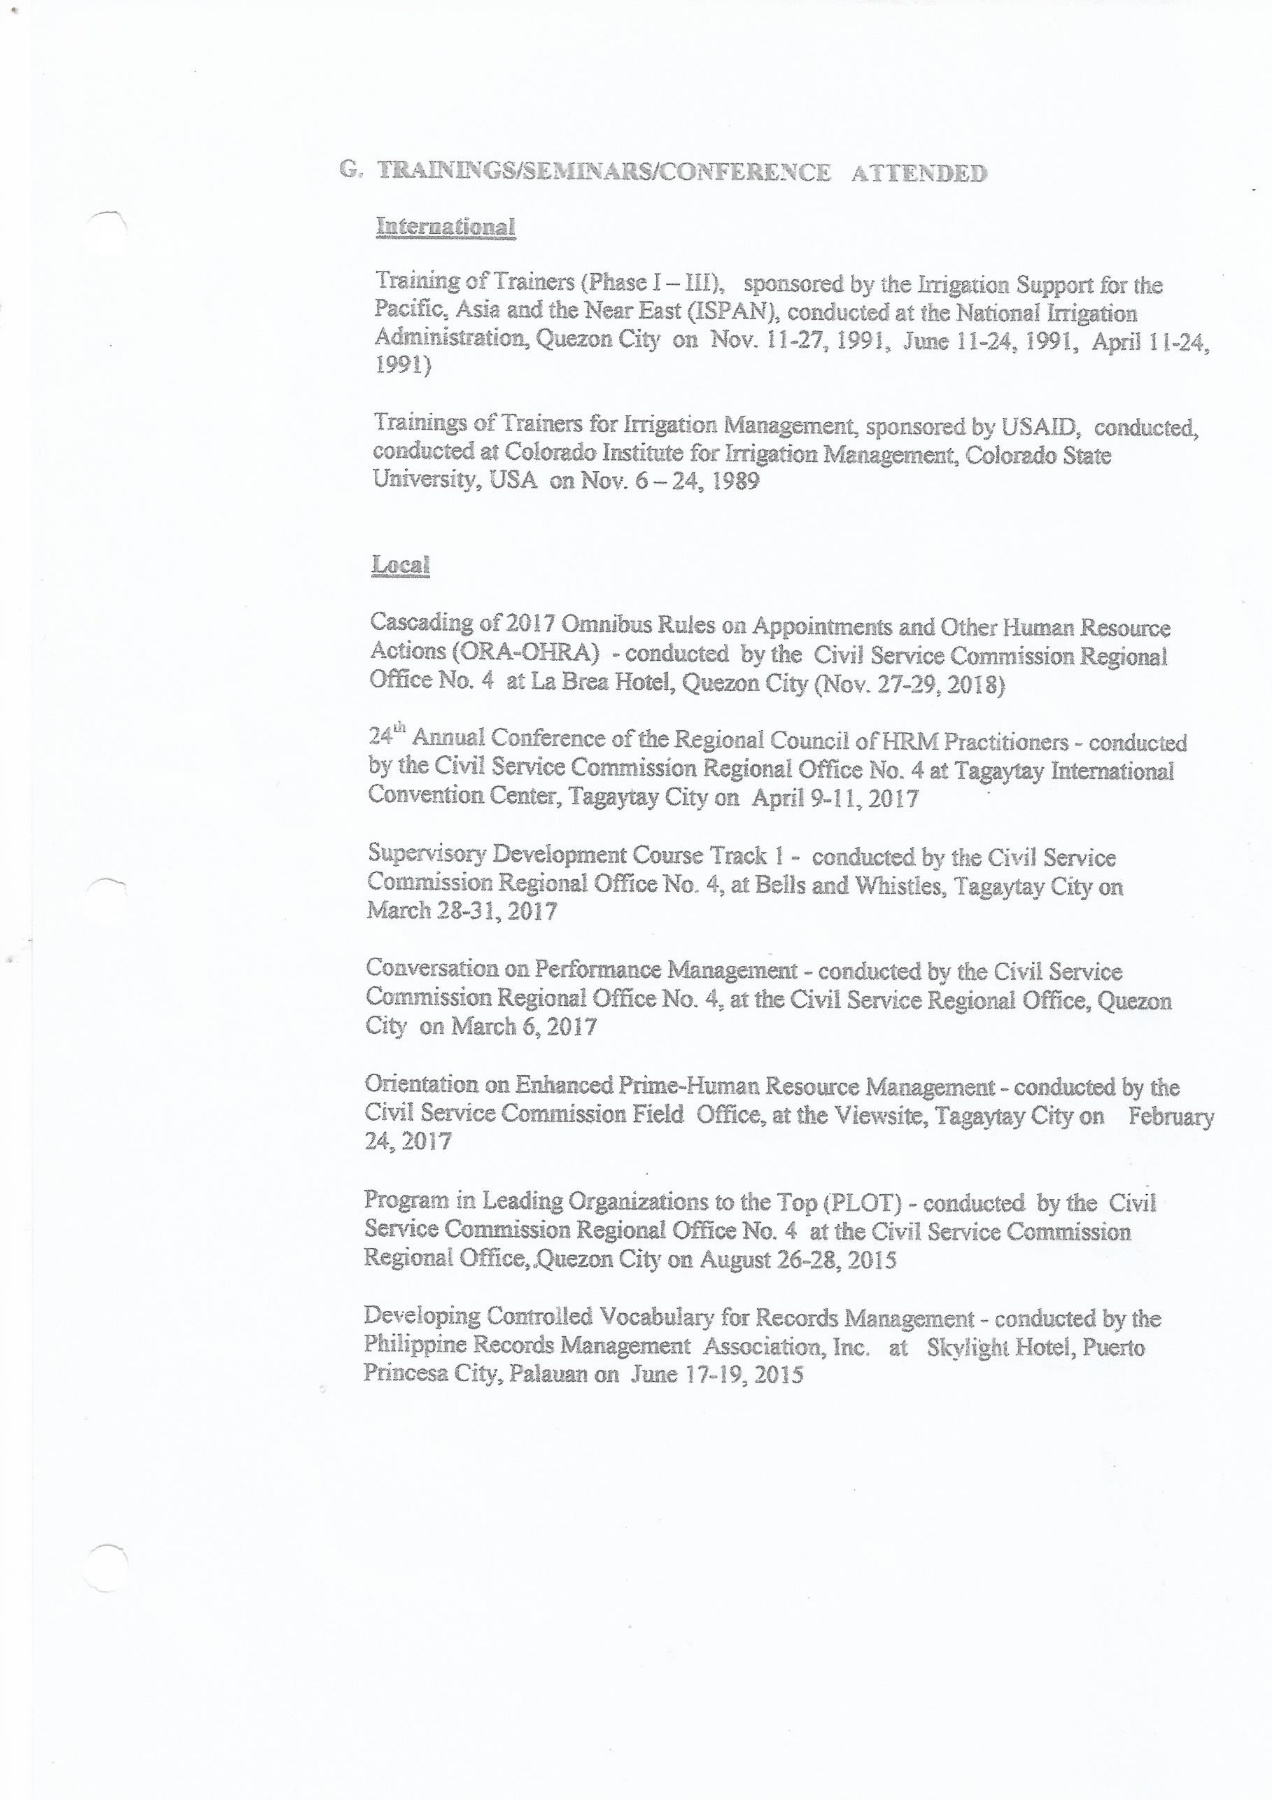 G. TRAININGS/SEMINARS/CONFERENCE ATTENDED
International
Training of Trainers (Phase I – III), sponsored by the Irrigation Support for the
Pacific, Asia and the Near East (ISPAN), conducted at the National Irrigation
Administration, Quezon City on Nov. 11-27, 1991, June 11-24, 1991, April 11-24,
1991)
Trainings of Trainers for Irrigation Management, sponsored by USAID, conducted,
conducted at Colorado Institute for Irrigation Management, Colorado State
University, USA on Nov. 6 – 24, 1989
Local
Cascading of 2017 Omnibus Rules on Appointments and Other Human Resource
Actions (ORA-OHRA) - conducted by the Civil Service Commission Regional
Office No. 4 at La Brea Hotel, Quezon City (Nov. 27-29, 2018)
24th Annual Conference of the Regional Council of HRM Practitioners - conducted
by the Civil Service Commission Regional Office No. 4 at Tagaytay International
Convention Center, Tagaytay City on April 9-11, 2017
Supervisory Development Course Track 1 - conducted by the Civil Service
Commission Regional Office No. 4, at Bells and Whistles, Tagaytay City on
March 28-31, 2017
Conversation on Performance Management - conducted by the Civil Service
Commission Regional Office No. 4, at the Civil Service Regional Office, Quezon
City on March 6, 2017
Orientation on Enhanced Prime-Human Resource Management - conducted by the
Civil Service Commission Field Office, at the Viewsite, Tagaytay City on February
24, 2017
Program in Leading Organizations to the Top (PLOT) - conducted by the Civil
Service Commission Regional Office No. 4 at the Civil Service Commission
Regional Office, Quezon City on August 26-28, 2015
Developing Controlled Vocabulary for Records Management - conducted by the
Philippine Records Management Association, Inc. at Skylight Hotel, Puerto
Princesa City, Palauan on June 17-19, 2015